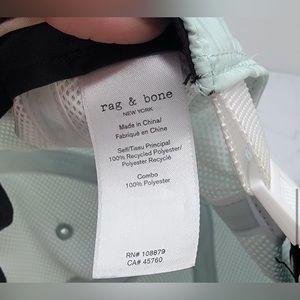 rag & bone
NEW YORK
Made in China/
Fabriqué en Chine
Self/Tissu Principal
100% Recycled Polyester/
Polyester Recyclé
Combo
100% Polyester
RN# 108879
CA# 45760